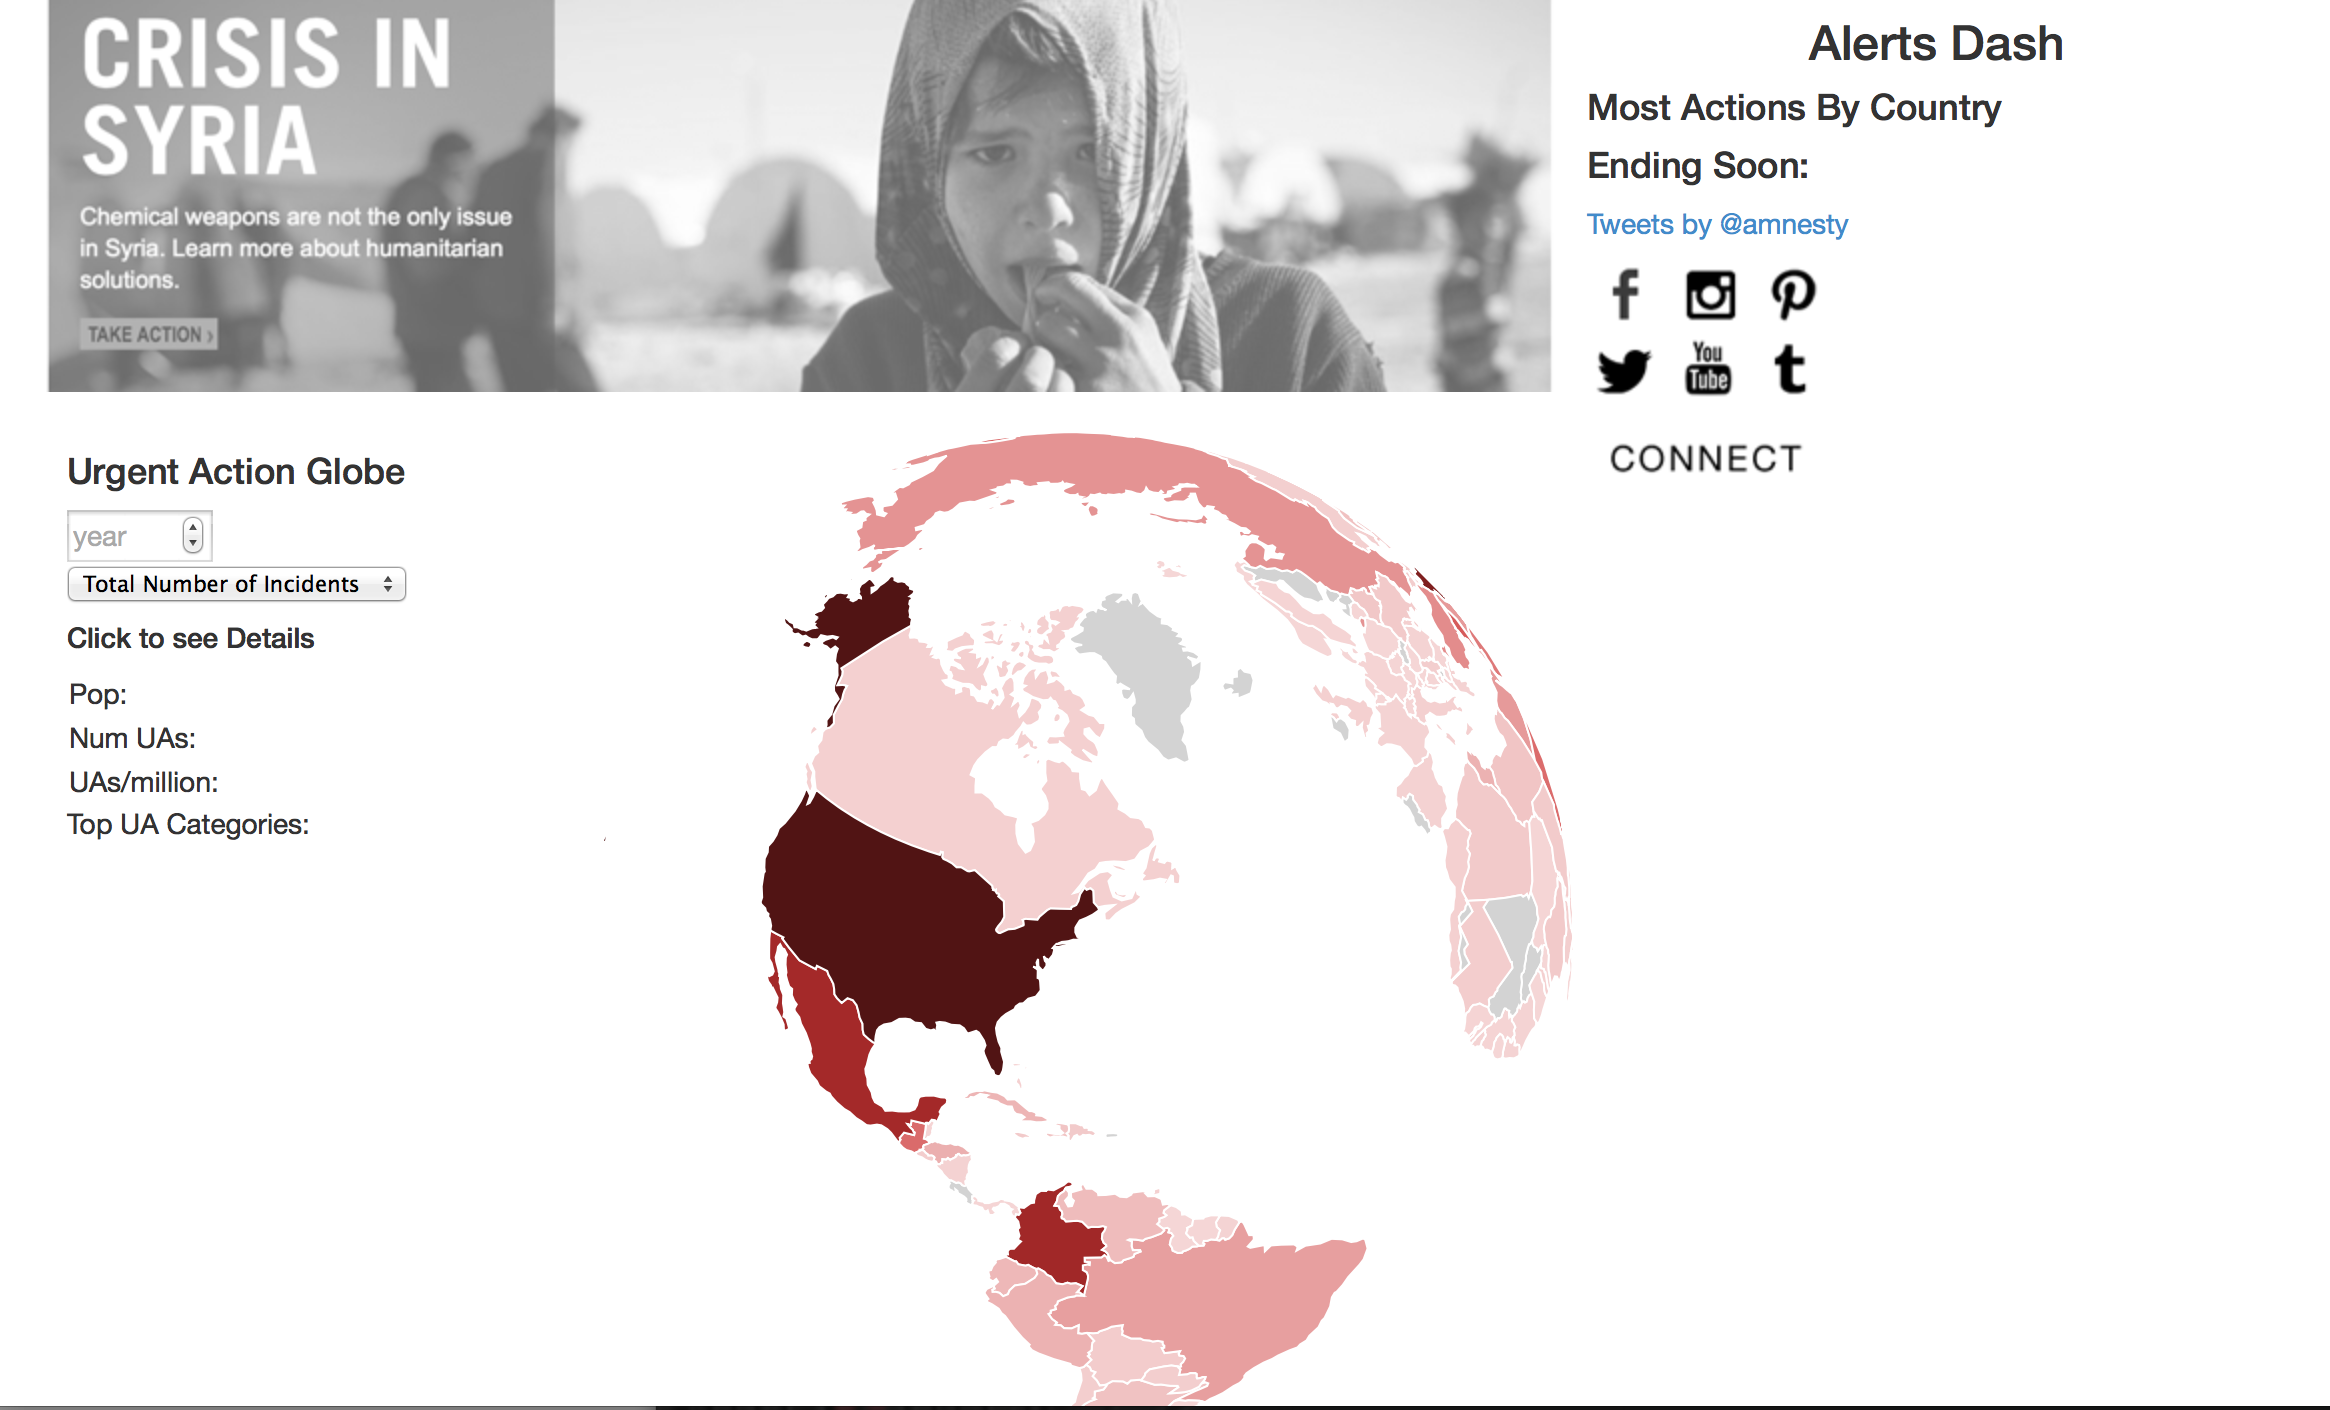 CRISIS IN
SYRIA
Chemical weapons are not the only issue
in Syria. Learn more about humanitarian
solutions.
TAKE ACTION ›
Alerts Dash
Most Actions By Country
Ending Soon:
Tweets by @amnesty
f
p
You
Tube
t
CONNECT
Urgent Action Globe
year
Total Number of Incidents
Click to see Details
Pop:
Num UAs:
UAs/million:
Top UA Categories: